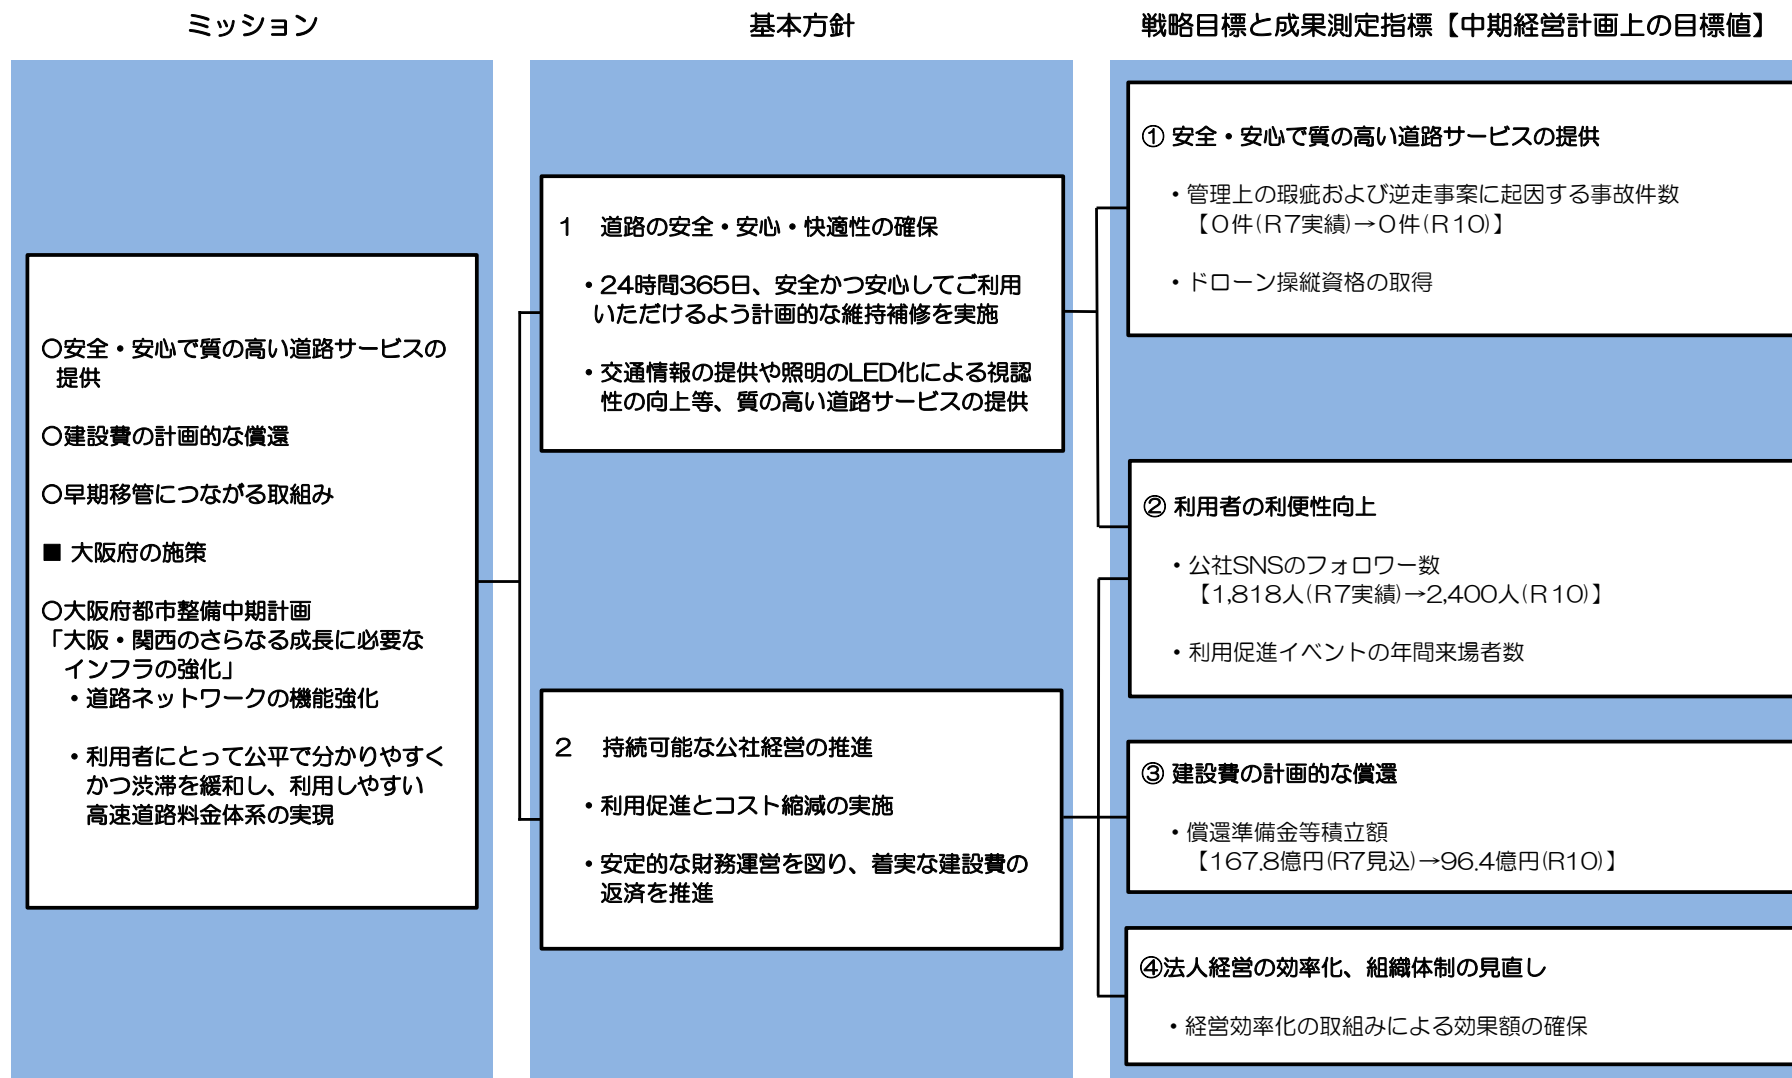 ミッション
基本方針
戦略目標と成果測定指標【中期経営計画上の目標値】
○安全・安心で質の高い道路サービスの
提供
○建設費の計画的な償還
○早期移管につながる取組み
■ 大阪府の施策
○大阪府都市整備中期計画
「大阪・関西のさらなる成長に必要な
インフラの強化」
・道路ネットワークの機能強化
・利用者にとって公平で分かりやすく
かつ渋滞を緩和し、利用しやすい
高速道路料金体系の実現
1 道路の安全・安心・快適性の確保
・24時間365日、安全かつ安心してご利用
いただけるよう計画的な維持補修を実施
・交通情報の提供や照明のLED化による視認
性の向上等、質の高い道路サービスの提供
2 持続可能な公社経営の推進
・利用促進とコスト縮減の実施
・安定的な財務運営を図り、着実な建設費の
返済を推進
① 安全・安心で質の高い道路サービスの提供
・管理上の瑕疵および逆走事案に起因する事故件数
【0件(R7実績)→0件(R10)】
・ドローン操縦資格の取得
② 利用者の利便性向上
・公社SNSのフォロワー数
【1,818人(R7実績)→2,400人(R10)】
・利用促進イベントの年間来場者数
③ 建設費の計画的な償還
・償還準備金等積立額
【167.8億円(R7見込)→96.4億円(R10)】
④法人経営の効率化、組織体制の見直し
・経営効率化の取組みによる効果額の確保